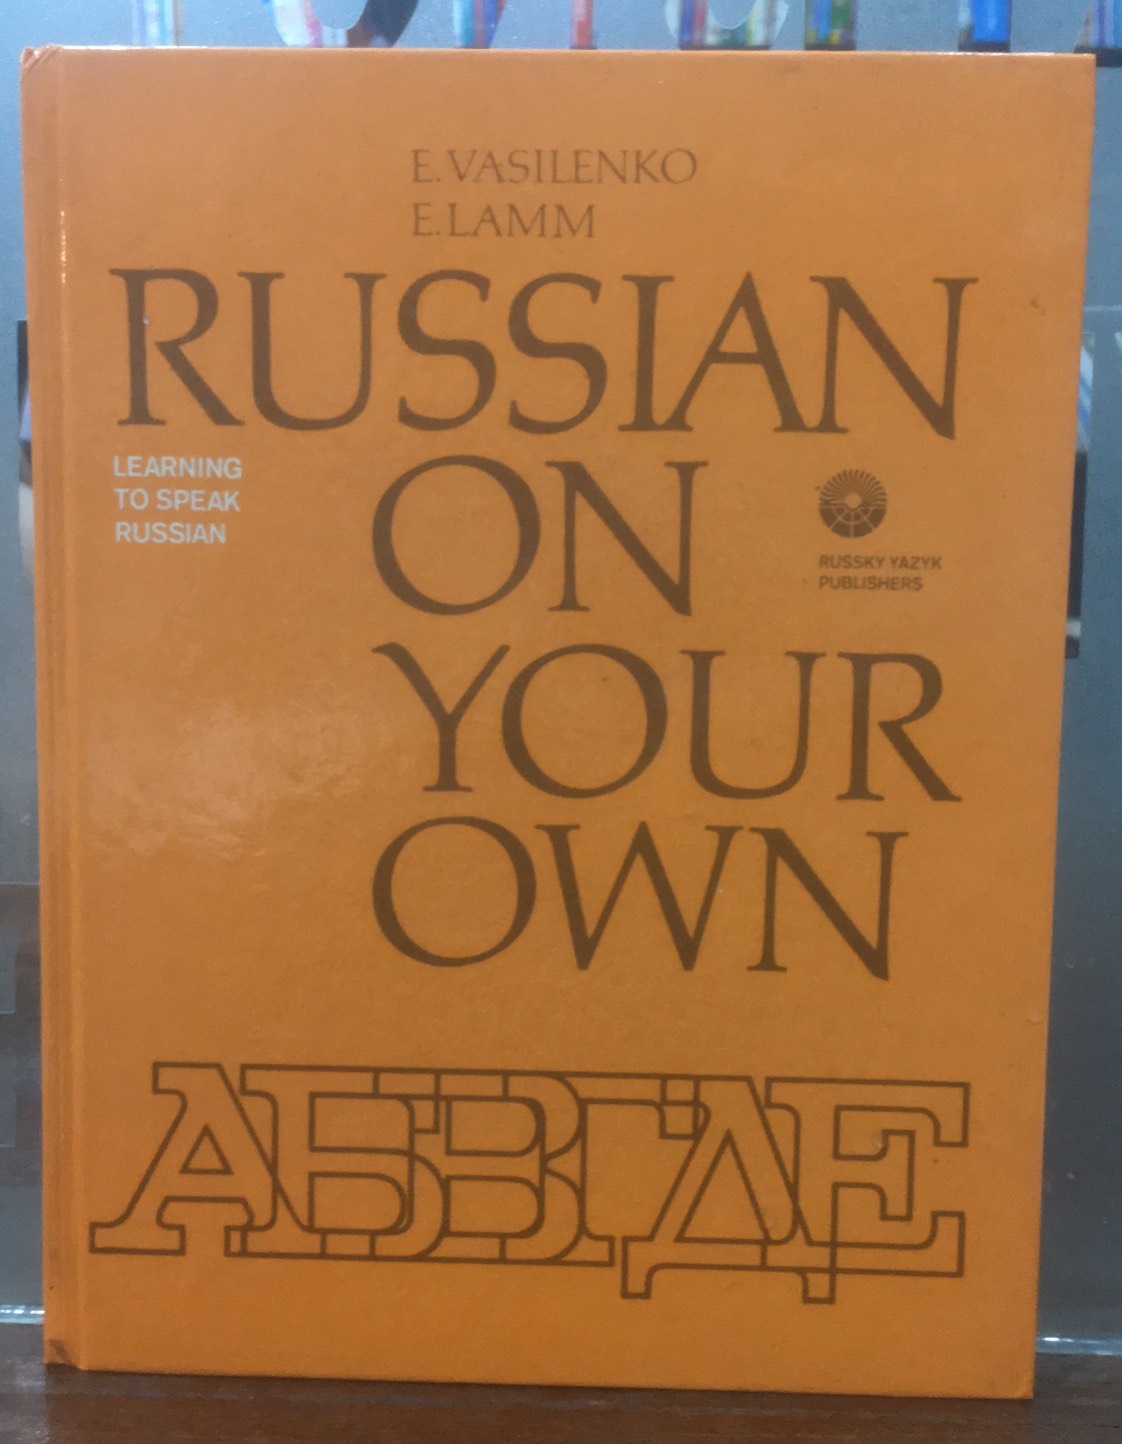 E. VASILENKO
E. LAMM
RUSSIAN
LEARNING
TO SPEAK
RUSSIAN
ON
RUSSKY YAZYK
PUBLISHERS
YOUR
OWN
АБВГДЕ